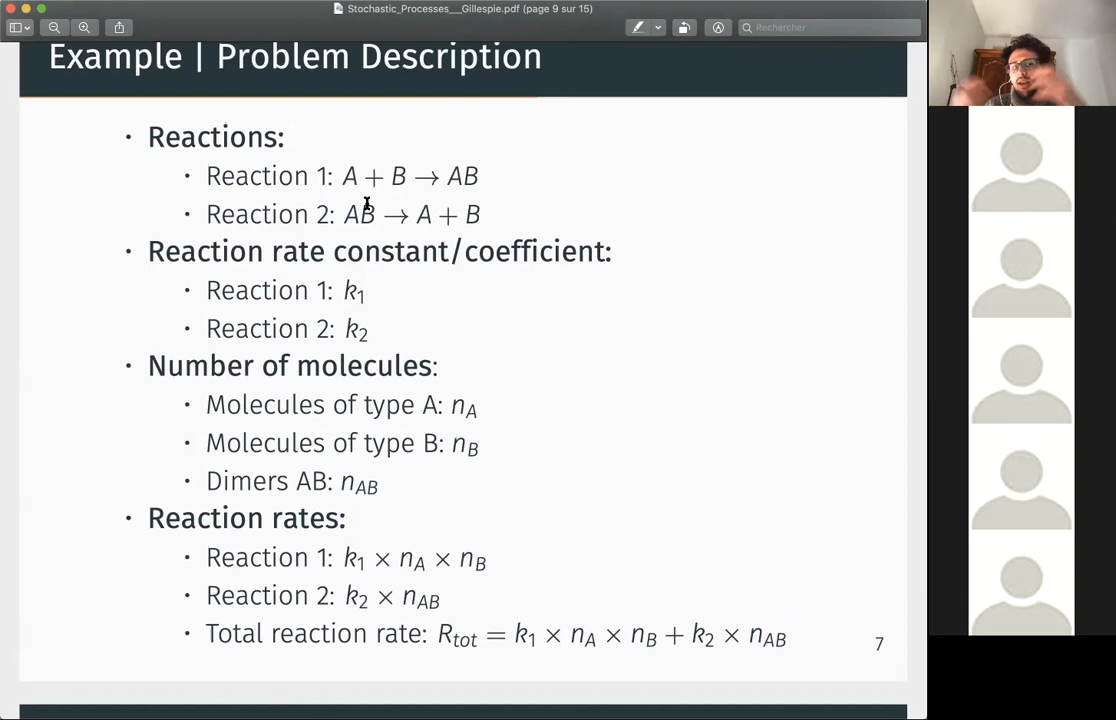 Stochastic_Processes__Gillespie.pdf (page 9 sur 15)
Rechercher
Example | Problem Description
• Reactions:
• Reaction 1: A + B → AB
• Reaction 2: AB → A + B
• Reaction rate constant/coefficient:
• Reaction 1: k₁
• Reaction 2: k₂
• Number of molecules:
• Molecules of type A: n_A
• Molecules of type B: n_B
• Dimers AB: n_AB
• Reaction rates:
• Reaction 1: k₁ × n_A × n_B
• Reaction 2: k₂ × n_AB
• Total reaction rate: R_tot = k₁ × n_A × n_B + k₂ × n_AB
7